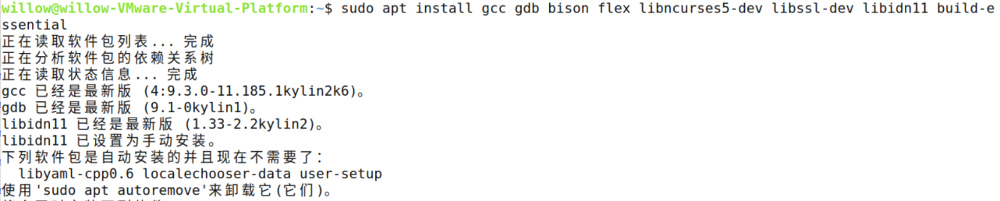 willow@willow-VMware-Virtual-Platform:~$ sudo apt install gcc gdb bison flex libncurses5-dev libssl-dev libidn11 build-e
ssential
正在读取软件包列表... 完成
正在分析软件包的依赖关系树
正在读取状态信息... 完成
gcc 已经是最新版 (4:9.3.0-11.185.1kylin2k6)。
gdb 已经是最新版 (9.1-0kylin1)。
libidn11 已经是最新版 (1.33-2.2kylin2)。
libidn11 已设置为手动安装。
下列软件包是自动安装的并且现在不需要了：
  libyaml-cpp0.6 localechooser-data user-setup
使用'sudo apt autoremove'来卸载它(它们)。